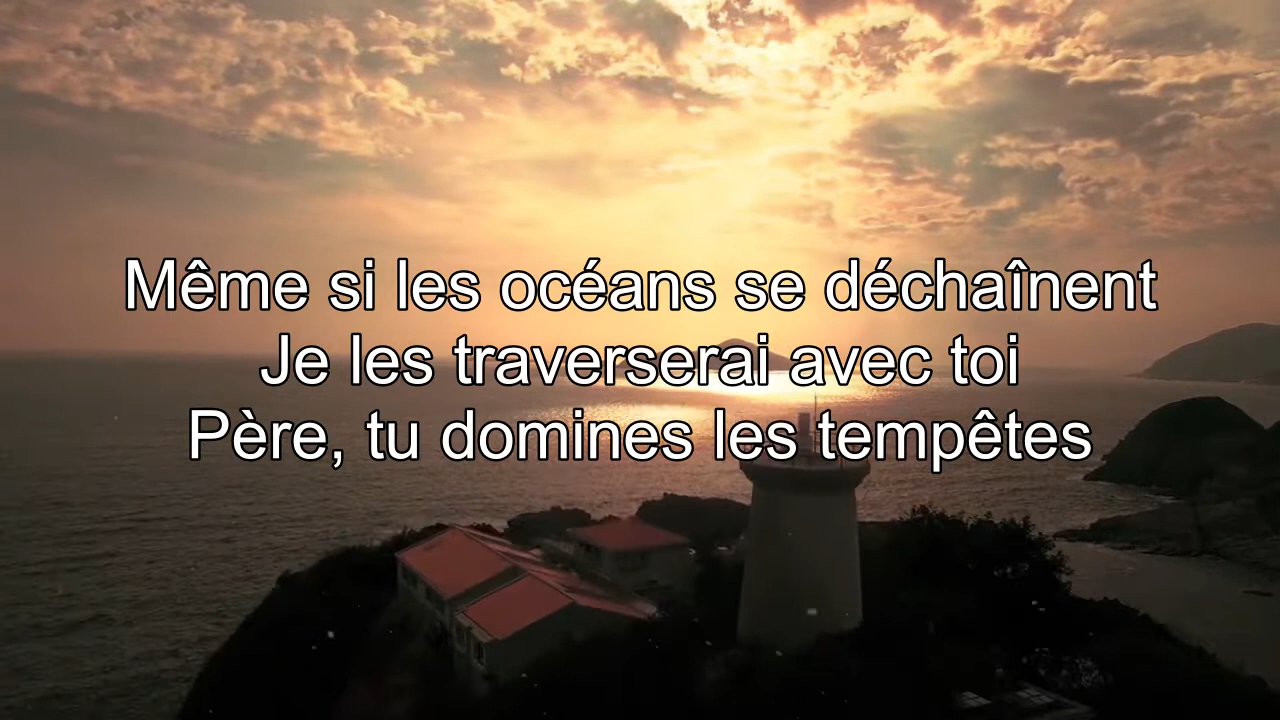 Même si les océans se déchaînent
Je les traverserai avec toi
Père, tu domines les tempêtes